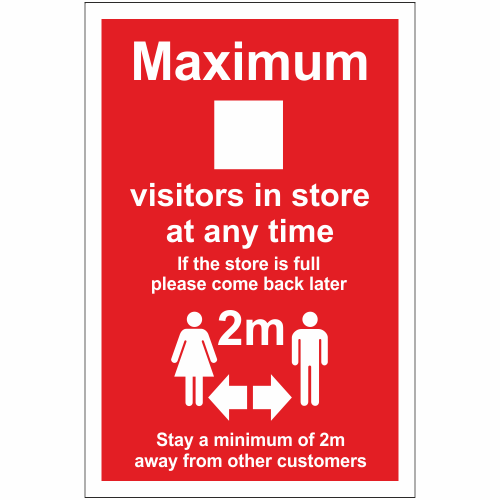 Maximum
visitors in store
at any time
If the store is full
please come back later
2m
Stay a minimum of 2m
away from other customers